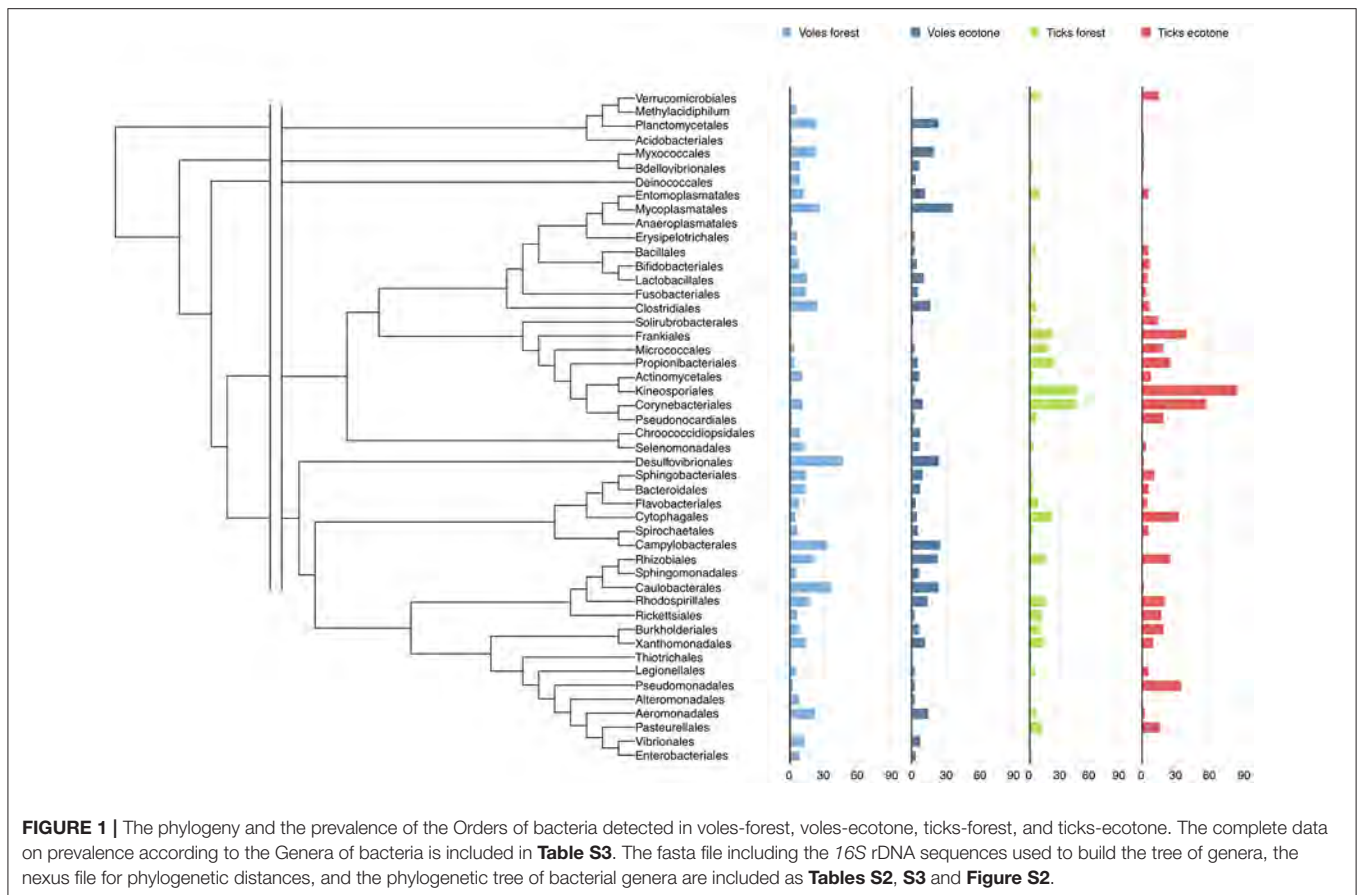 Voles forest Voles ecotone Ticks forest Ticks ecotone
Verrucomicrobiales
Methylacidiphilum
Planctomycetales
Acidobacteriales
Myxococcales
Bdellovibrionales
Deinococcales
Entomoplasmatales
Mycoplasmatales
Anaeroplasmatales
Erysipelotrichales
Bacillales
Bifidobacteriales
Lactobacillales
Fusobacteriales
Clostridiales
Solirubrobacterales
Frankiales
Micrococcales
Propionibacteriales
Actinomycetales
Kineosporiales
Corynebacteriales
Pseudonocardiales
Chroococcidiopsidales
Selenomonadales
Desulfovibrionales
Sphingobacteriales
Bacteroidales
Flavobacteriales
Cytophagales
Spirochaetales
Campylobacterales
Rhizobiales
Sphingomonadales
Caulobacterales
Rhodospirillales
Rickettsiales
Burkholderiales
Xanthomonadales
Thiotrichales
Legionellales
Pseudomonadales
Alteromonadales
Aeromonadales
Pasteurellales
Vibrionales
Enterobacteriales
0 30 60 90 0 30 60 90 0 30 60 90 0 30 60 90
FIGURE 1 | The phylogeny and the prevalence of the Orders of bacteria detected in voles-forest, voles-ecotone, ticks-forest, and ticks-ecotone. The complete data
on prevalence according to the Genera of bacteria is included in Table S3. The fasta file including the 16S rDNA sequences used to build the tree of genera, the
nexus file for phylogenetic distances, and the phylogenetic tree of bacterial genera are included as Tables S2, S3 and Figure S2.